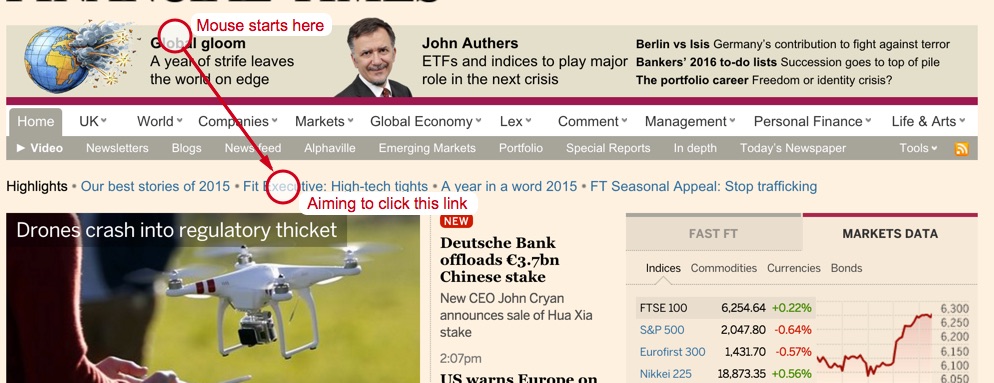 FINANCIAL TIMES
Mouse starts here
Global gloom
A year of strife leaves
the world on edge
John Authers
ETFs and indices to play major
role in the next crisis
Berlin vs Isis Germany's contribution to fight against terror
Bankers' 2016 to-do lists Succession goes to top of pile
The portfolio career Freedom or identity crisis?
Home UK World Companies Markets Global Economy Lex Comment Management Personal Finance Life & Arts
Video Newsletters Blogs News feed Alphaville Emerging Markets Portfolio Special Reports In depth Today's Newspaper Tools
Highlights • Our best stories of 2015 • Fit Executive: High-tech tights • A year in a word 2015 • FT Seasonal Appeal: Stop trafficking
Aiming to click this link
Drones crash into regulatory thicket
NEW
Deutsche Bank
offloads €3.7bn
Chinese stake
New CEO John Cryan
announces sale of Hua Xia
stake
2:07pm
US warns Europe on
FAST FT MARKETS DATA
Indices Commodities Currencies Bonds
FTSE 100 6,254.64 +0.22%
S&P 500 2,047.80 -0.64%
Eurofirst 300 1,431.70 -0.57%
Nikkei 225 18,873.35 +0.56%
6,300
6,250
6,200
6,150
6,100
6,050